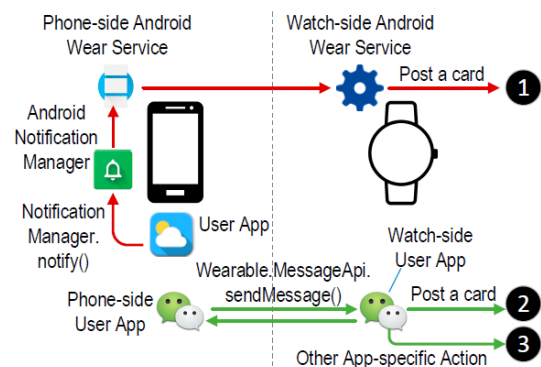 Phone-side Android
Wear Service
Watch-side Android
Wear Service
Post a card
1
Android
Notification
Manager
Notification
Manager.
notify()
User App
Watch-side
User App
Wearable.MessageApi.
sendMessage()
Phone-side
User App
Post a card
2
3
Other App-specific Action